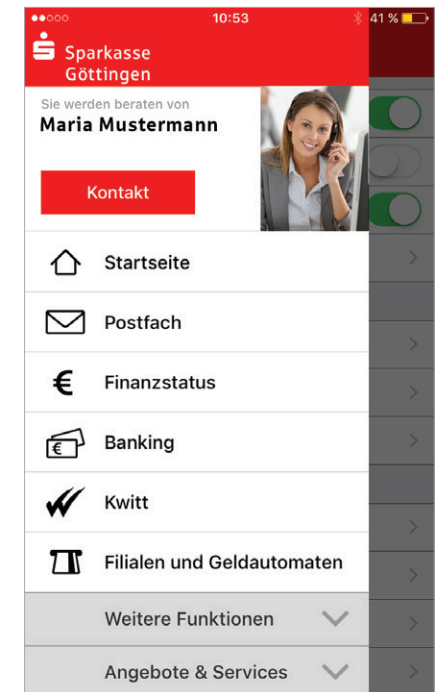 10:53
41 %
Sparkasse
Göttingen
Sie werden beraten von
Maria Mustermann
Kontakt
Startseite
Postfach
€ Finanzstatus
€ Banking
Kwitt
Filialen und Geldautomaten
Weitere Funktionen
Angebote & Services